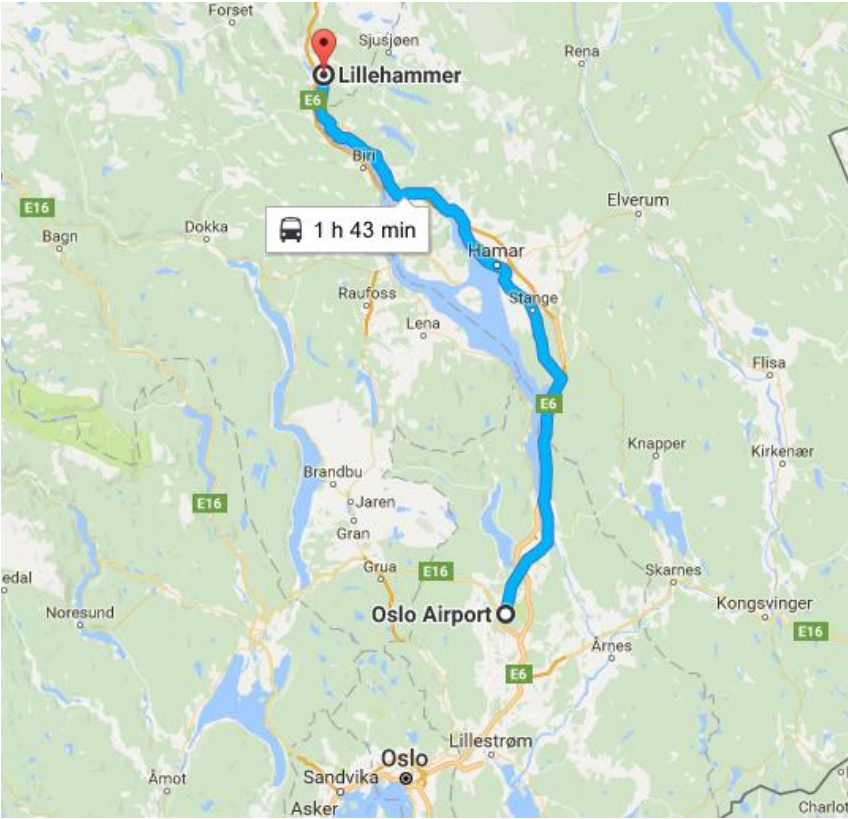 Forset
Sjusjøen
Rena
Lillehammer
E6
Biri
E16
Elverum
Dokka
Bagn
1 h 43 min
Hamar
Raufoss
Stange
Lena
Flisa
E6
Knapper
Kirkenær
Brandbu
E16
Jaren
Gran
Grua
E16
Skarnes
edal
Noresund
Oslo Airport
Kongsvinger
E16
Årnes
E6
Lillestrøm
Oslo
Åmot
Sandvika
Asker
Charlot